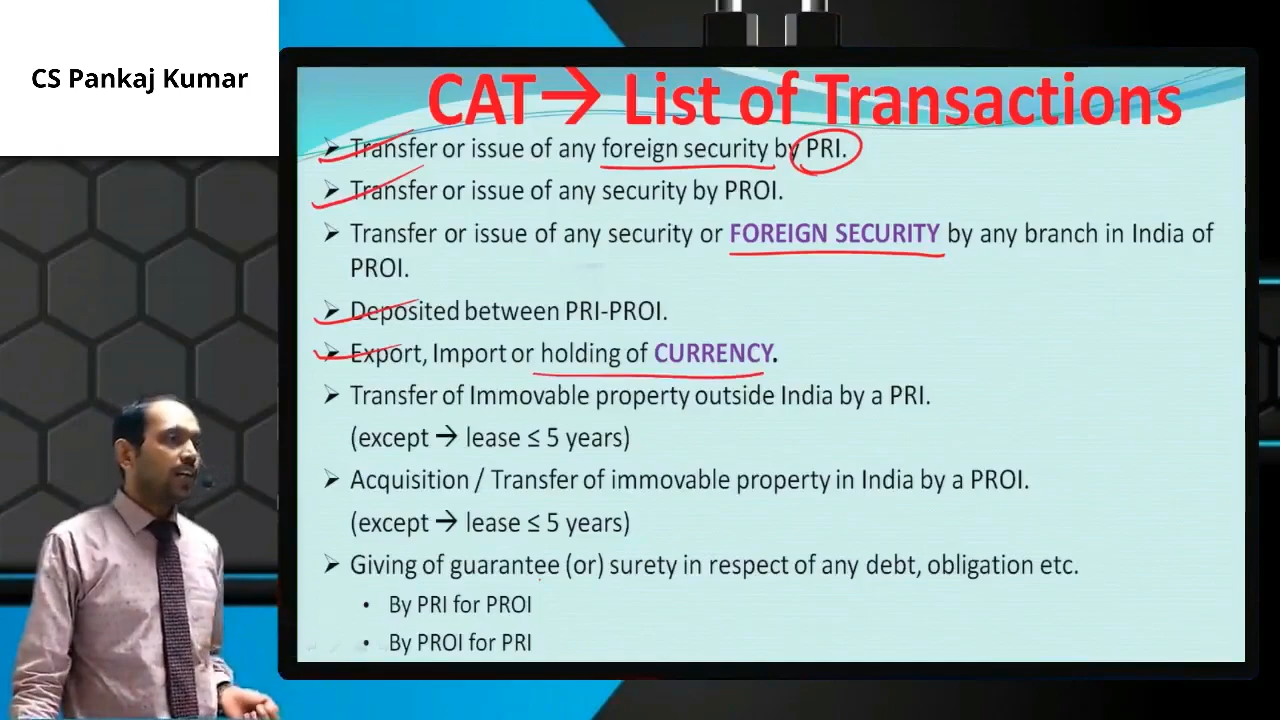 CS Pankaj Kumar
CAT→ List of Transactions
➢ Transfer or issue of any foreign security by PRI.
➢ Transfer or issue of any security by PROI.
➢ Transfer or issue of any security or FOREIGN SECURITY by any branch in India of
PROI.
➢ Deposited between PRI-PROI.
➢ Export, Import or holding of CURRENCY.
➢ Transfer of Immovable property outside India by a PRI.
(except → lease ≤ 5 years)
➢ Acquisition / Transfer of immovable property in India by a PROI.
(except → lease ≤ 5 years)
➢ Giving of guarantee (or) surety in respect of any debt, obligation etc.
• By PRI for PROI
• By PROI for PRI